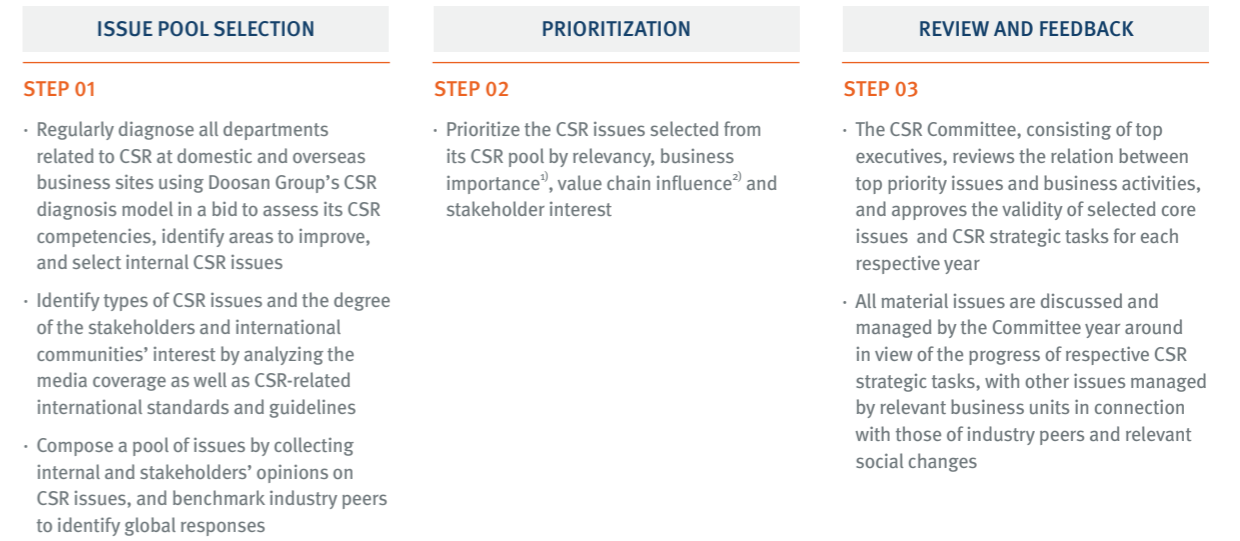 ISSUE POOL SELECTION
STEP 01
· Regularly diagnose all departments
related to CSR at domestic and overseas
business sites using Doosan Group’s CSR
diagnosis model in a bid to assess its CSR
competencies, identify areas to improve,
and select internal CSR issues
· Identify types of CSR issues and the degree
of the stakeholders and international
communities’ interest by analyzing the
media coverage as well as CSR-related
international standards and guidelines
· Compose a pool of issues by collecting
internal and stakeholders’ opinions on
CSR issues, and benchmark industry peers
to identify global responses
PRIORITIZATION
STEP 02
· Prioritize the CSR issues selected from
its CSR pool by relevancy, business
importance¹⁾, value chain influence²⁾ and
stakeholder interest
REVIEW AND FEEDBACK
STEP 03
· The CSR Committee, consisting of top
executives, reviews the relation between
top priority issues and business activities,
and approves the validity of selected core
issues and CSR strategic tasks for each
respective year
· All material issues are discussed and
managed by the Committee year around
in view of the progress of respective CSR
strategic tasks, with other issues managed
by relevant business units in connection
with those of industry peers and relevant
social changes